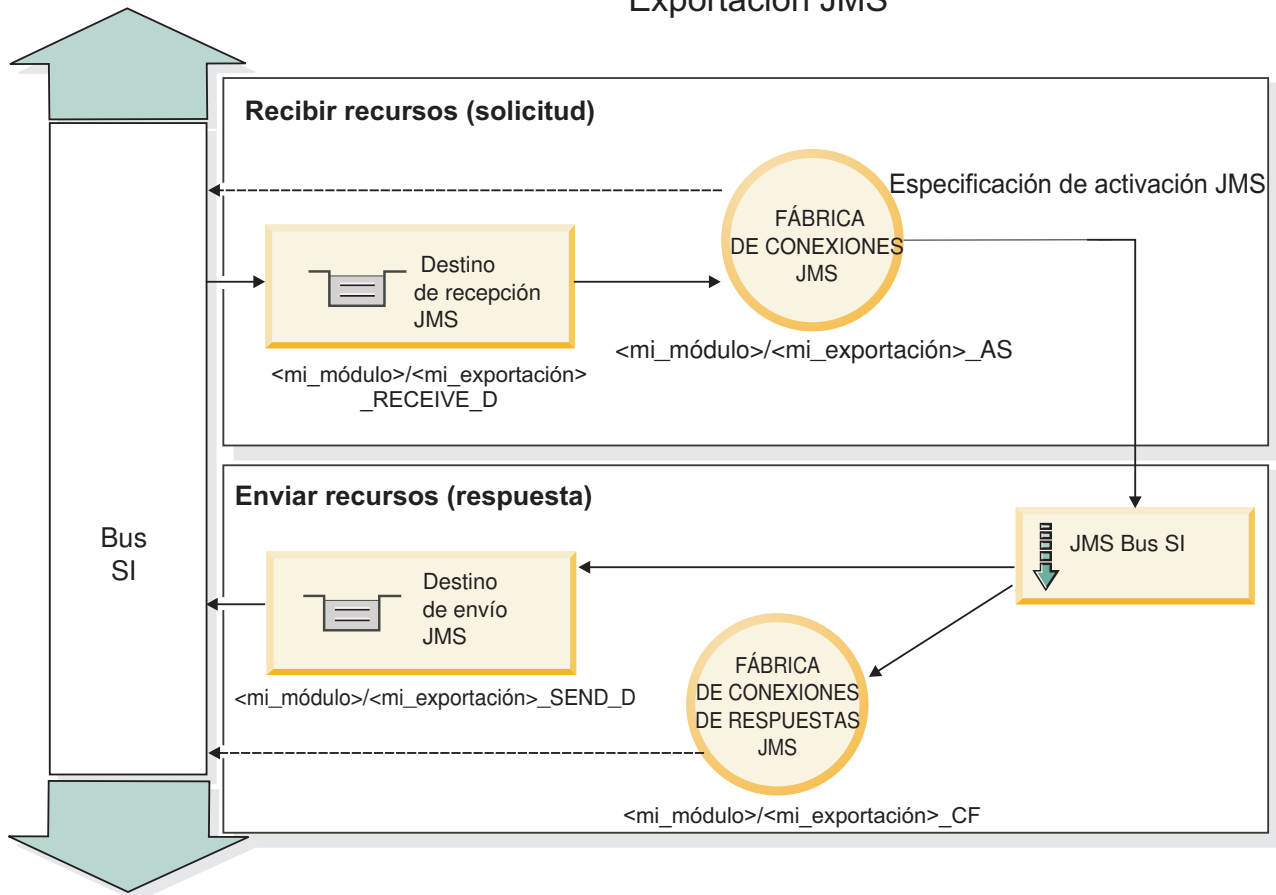 Exportación JMS
Recibir recursos (solicitud)
Especificación de activación JMS
FÁBRICA
DE CONEXIONES
JMS
Destino
de recepción
JMS
<mi_módulo>/<mi_exportación>_AS
<mi_módulo>/<mi_exportación>
_RECEIVE_D
Enviar recursos (respuesta)
Bus
SI
JMS Bus SI
Destino
de envío
JMS
FÁBRICA
DE CONEXIONES
DE RESPUESTAS
JMS
<mi_módulo>/<mi_exportación>_SEND_D
<mi_módulo>/<mi_exportación>_CF